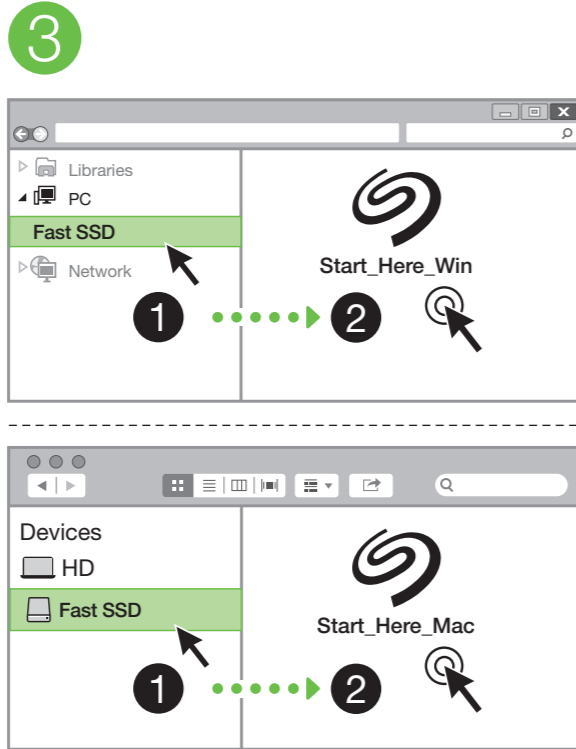 3
Libraries
PC
Fast SSD
Network
Start_Here_Win
1
2
Devices
HD
Fast SSD
Start_Here_Mac
1
2